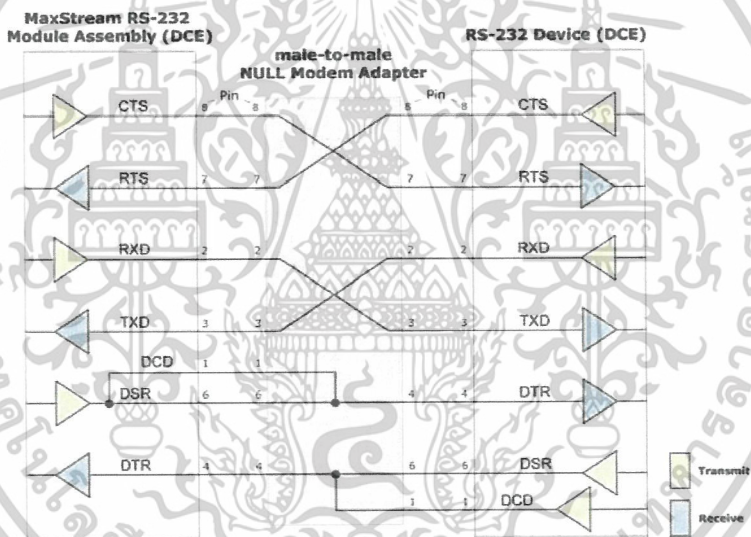 MaxStream RS-232
Module Assembly (DCE)
RS-232 Device (DCE)
male-to-male
NULL Modem Adapter
CTS 8 Pin 8 8 Pin 8 CTS
RTS 7 7 7 7 RTS
RXD 2 2 2 2 RXD
TXD 3 3 3 3 TXD
DCD 1 1
DSR 6 6 4 4 DTR
DTR 4 4 6 6 DSR
1 1 DCD
Transmit
Receive